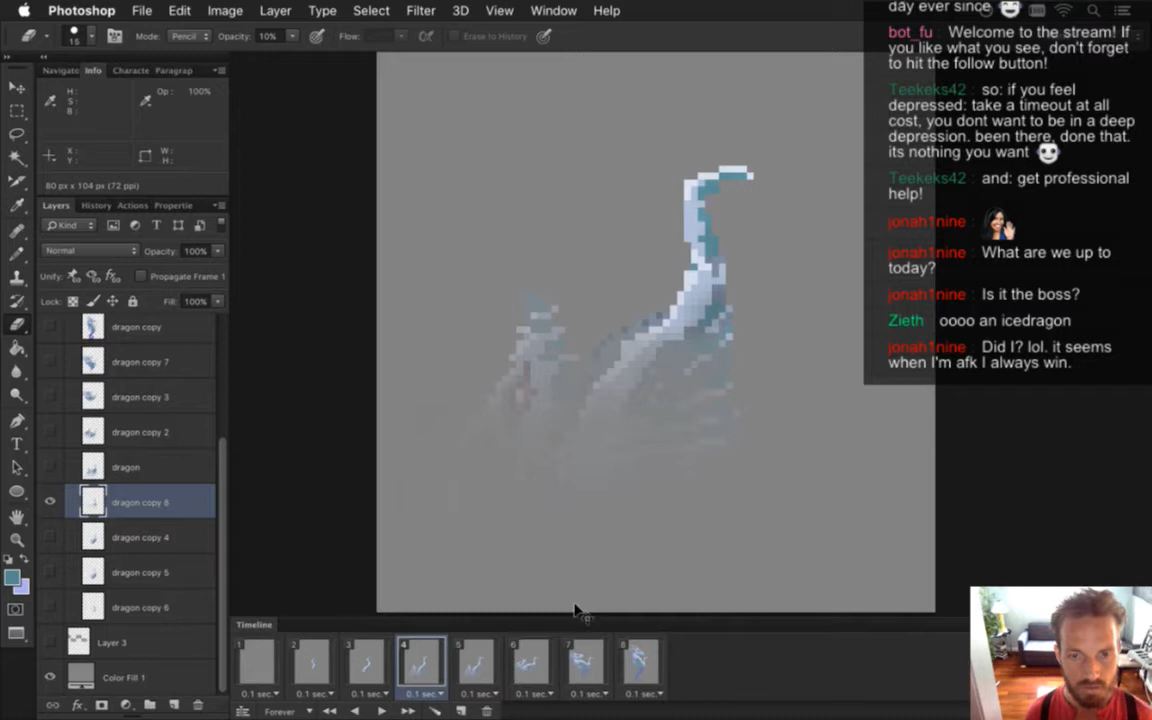 Photoshop File Edit Image Layer Type Select Filter 3D View Window Help
Mode: Pencil Opacity: 10% Flow: Erase to History
15
Navigato Info Characte Paragrap
H: Op: 100%
S:
B:
X: W:
Y: H:
80 px x 104 px (72 ppi)
Layers History Actions Propertie
Kind
Normal Opacity: 100%
Unify: Propagate Frame 1
Lock: Fill: 100%
dragon copy
dragon copy 7
dragon copy 3
dragon copy 2
dragon
dragon copy 8
dragon copy 4
dragon copy 5
dragon copy 6
Layer 3
Color Fill 1
day ever since
bot_fu : Welcome to the stream! If
you like what you see, don't forget
to hit the follow button!
Teekeks42 : so: if you feel
depressed: take a timeout at all
cost, you dont want to be in a deep
depression. been there, done that.
its nothing you want
Teekeks42 : and: get professional
help!
jonah1nine :
jonah1nine : What are we up to
today?
jonah1nine : Is it the boss?
Zieth : oooo an icedragon
jonah1nine : Did I? lol. it seems
when I'm afk I always win.
Timeline
1 2 3 4 5 6 7 8
0.1 sec. 0.1 sec. 0.1 sec. 0.1 sec. 0.1 sec. 0.1 sec. 0.1 sec. 0.1 sec.
Forever